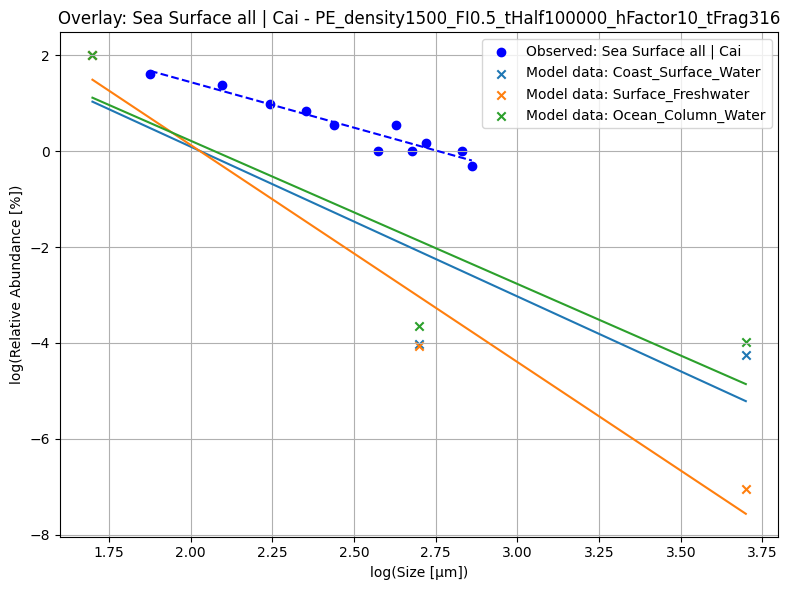 Overlay: Sea Surface all | Cai - PE_density1500_FI0.5_tHalf100000_hFactor10_tFrag316
Observed: Sea Surface all | Cai
Model data: Coast_Surface_Water
Model data: Surface_Freshwater
Model data: Ocean_Column_Water
log(Relative Abundance [%])
2
0
−2
−4
−6
−8
1.75
2.00
2.25
2.50
2.75
3.00
3.25
3.50
3.75
log(Size [μm])